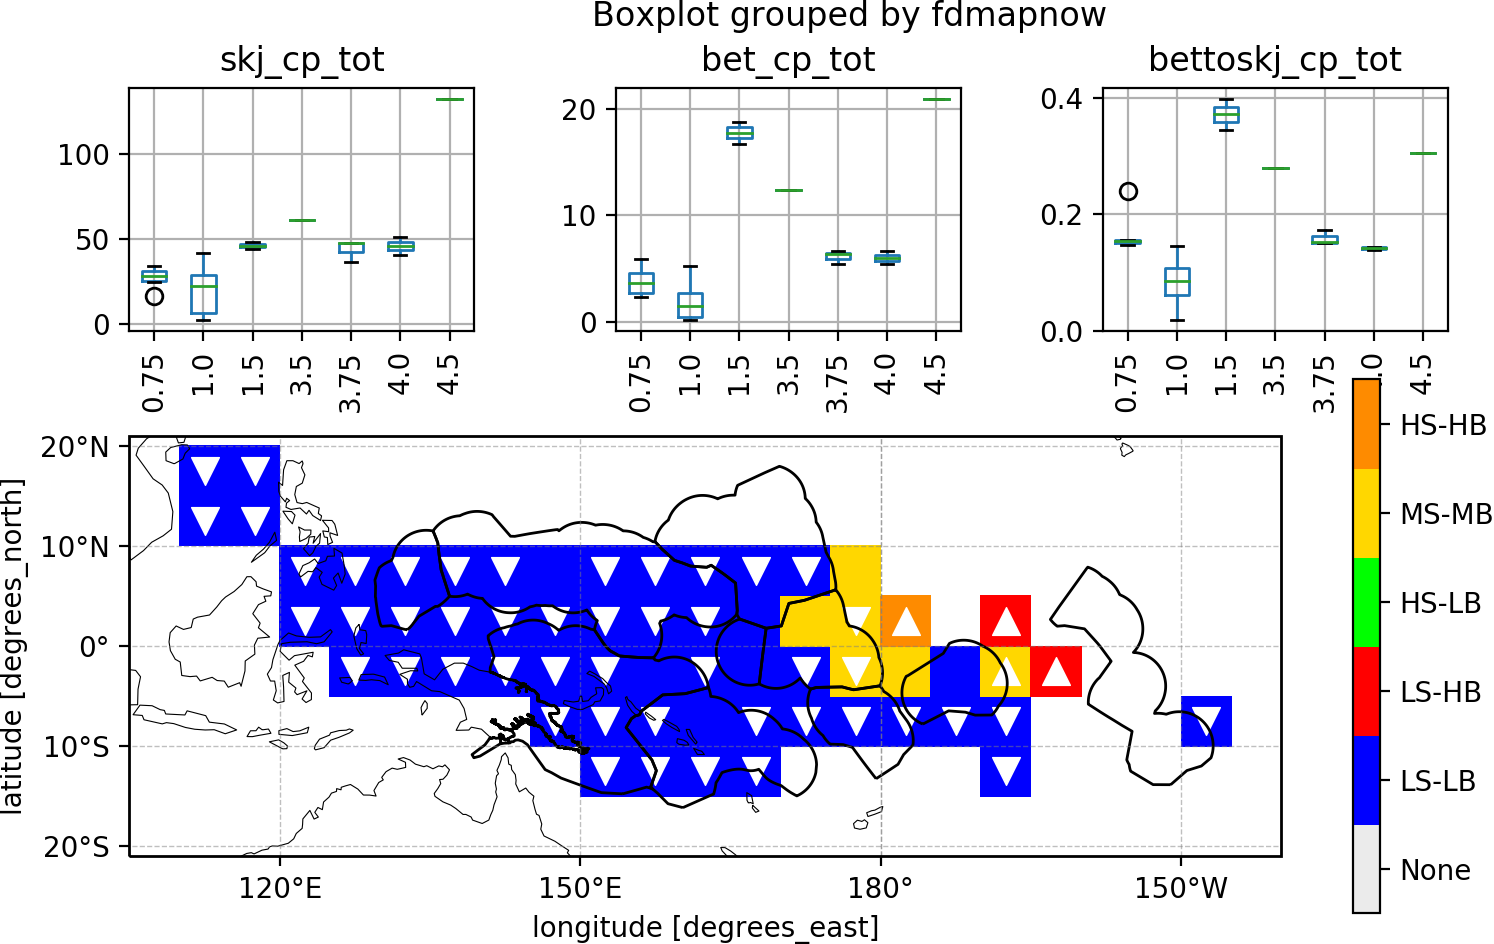 Boxplot grouped by fdmapnow
skj_cp_tot
bet_cp_tot
bettoskj_cp_tot
100
50
0
0.75
1.0
1.5
3.5
3.75
4.0
4.5
20
10
0
0.75
1.0
1.5
3.5
3.75
4.0
4.5
0.4
0.2
0.0
0.75
1.0
1.5
3.5
3.75
.0
4.5
HS-HB
MS-MB
HS-LB
LS-HB
LS-LB
None
latitude [degrees_north]
20°N
10°N
0°
10°S
20°S
120°E
150°E
180°
150°W
longitude [degrees_east]